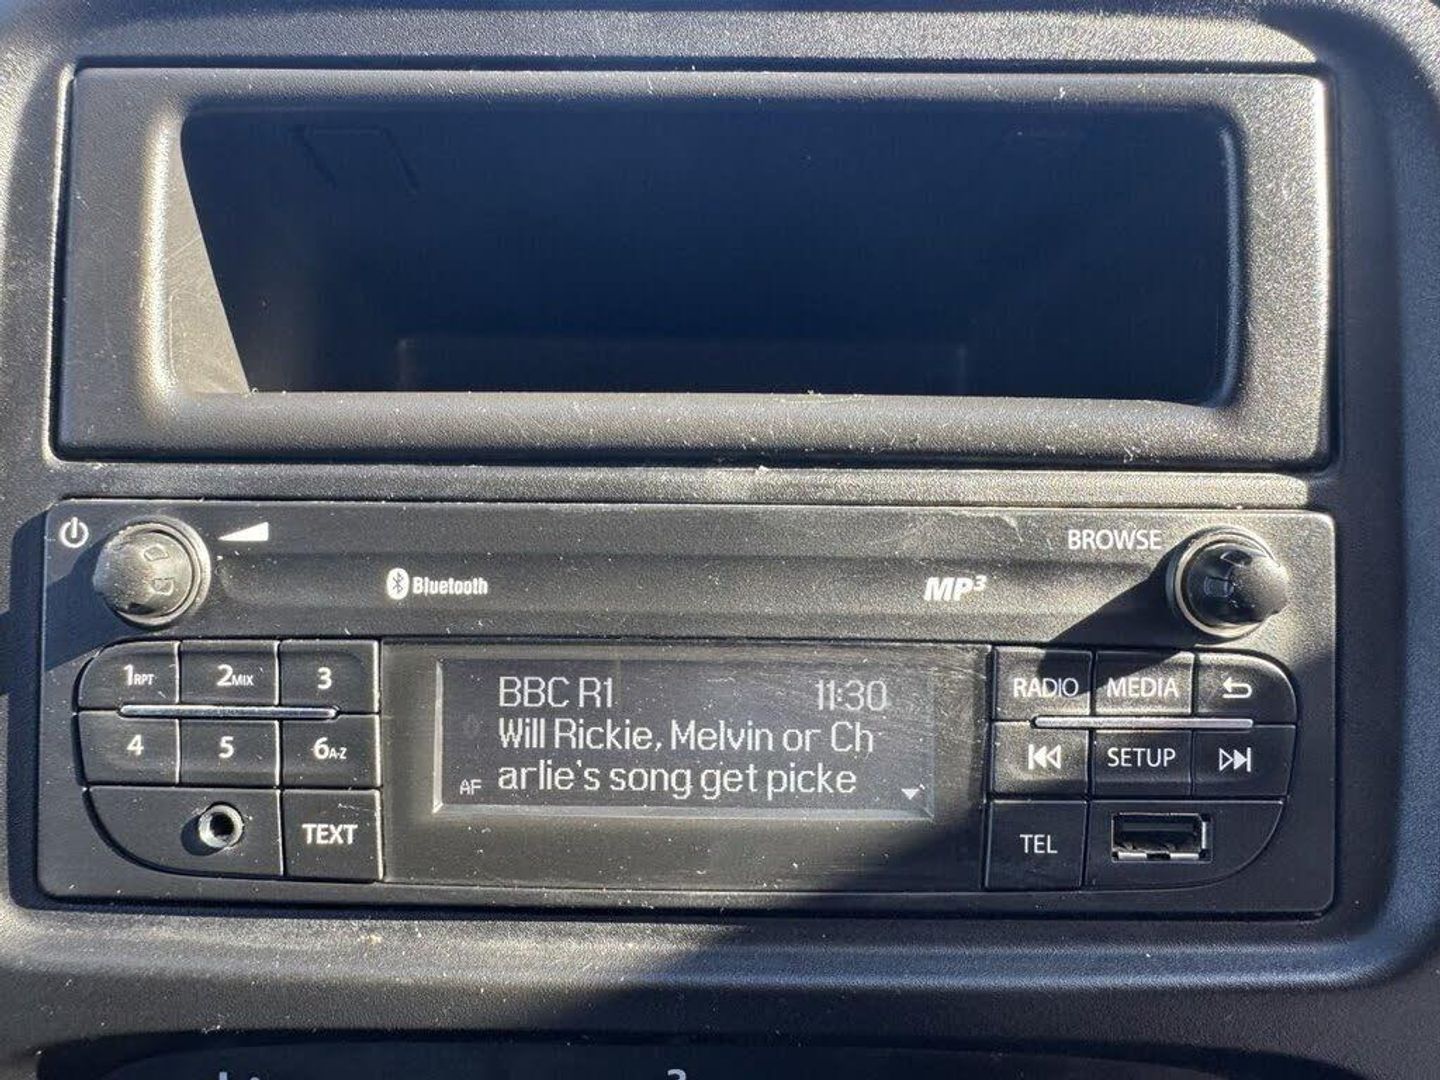 BROWSE
Bluetooth
MP3
1RPT 2MIX 3
4 5 6A-Z
TEXT
BBC R1 11:30
Will Rickie, Melvin or Ch
AF arlie's song get picke
RADIO MEDIA
SETUP
TEL